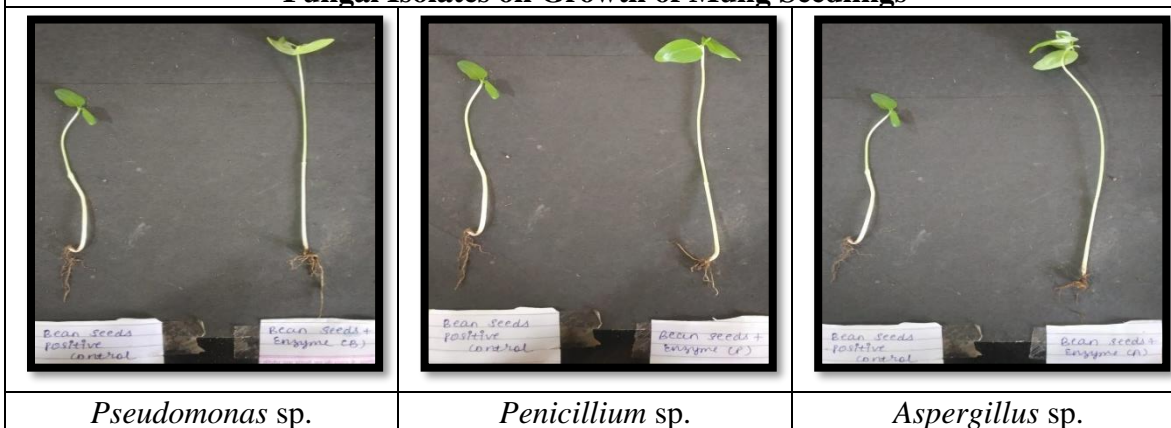 Fungal Isolates on Growth of Mung Seedlings
Bean Seeds
positive
control
Bean Seeds +
Enzyme (B)
Bean Seeds
positive
control
Bean seeds +
Enzyme (P)
Bean Seeds
positive
control
Bean seeds +
Enzyme (A)
Pseudomonas sp.
Penicillium sp.
Aspergillus sp.